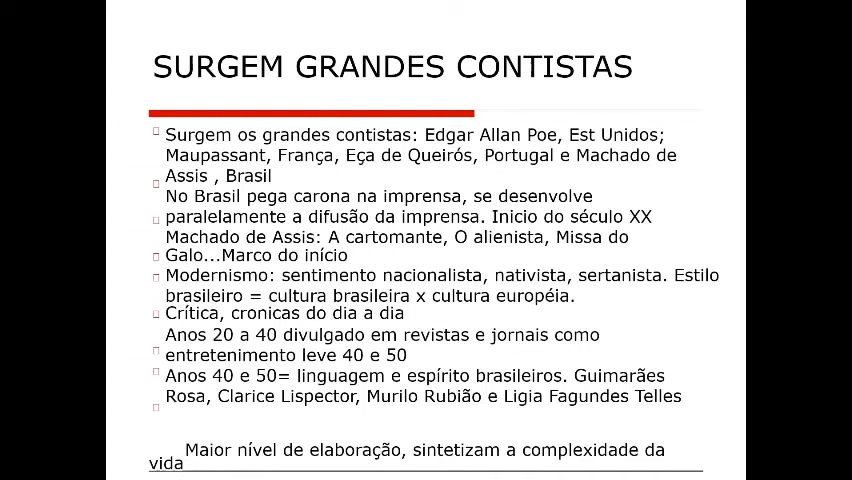 SURGEM GRANDES CONTISTAS
Surgem os grandes contistas: Edgar Allan Poe, Est Unidos;
Maupassant, França, Eça de Queirós, Portugal e Machado de
Assis , Brasil
No Brasil pega carona na imprensa, se desenvolve
paralelamente a difusão da imprensa. Inicio do século XX
Machado de Assis: A cartomante, O alienista, Missa do
Galo...Marco do início
Modernismo: sentimento nacionalista, nativista, sertanista. Estilo
brasileiro = cultura brasileira x cultura européia.
Crítica, cronicas do dia a dia
Anos 20 a 40 divulgado em revistas e jornais como
entretenimento leve 40 e 50
Anos 40 e 50= linguagem e espírito brasileiros. Guimarães
Rosa, Clarice Lispector, Murilo Rubião e Ligia Fagundes Telles
Maior nível de elaboração, sintetizam a complexidade da
vida